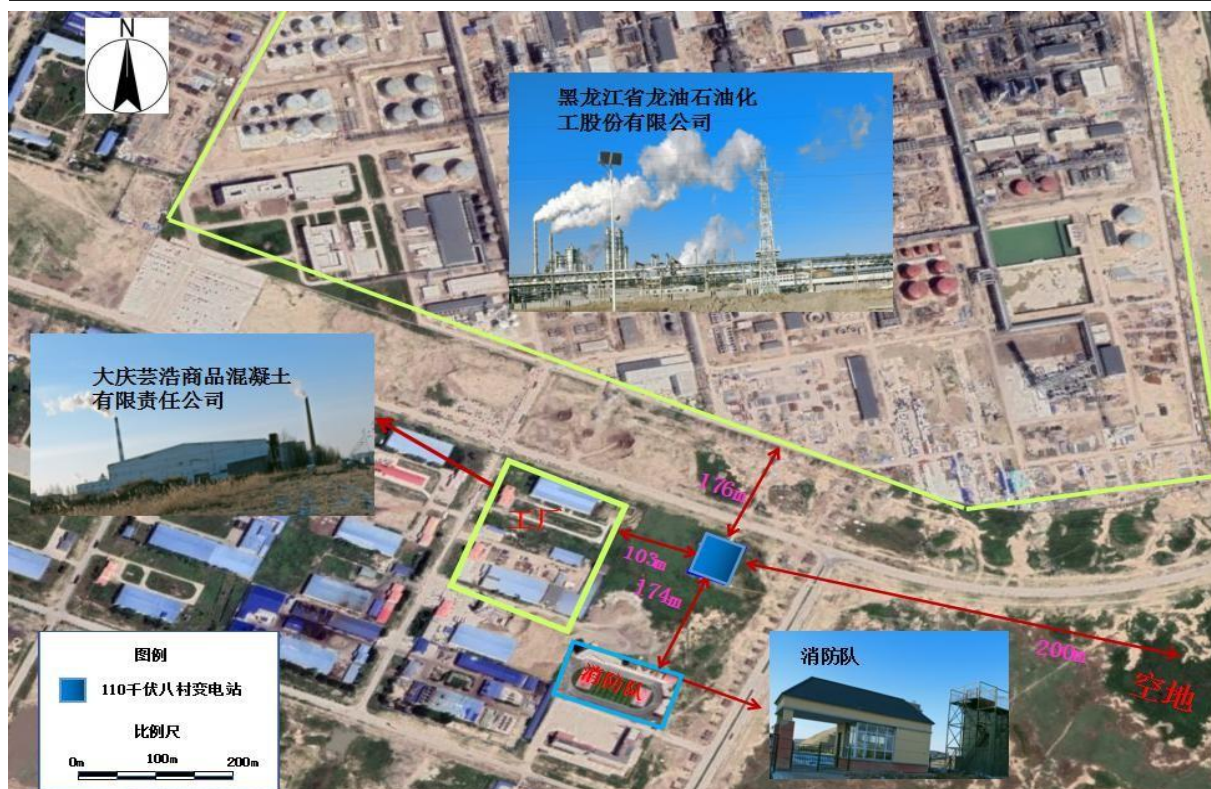 N
黑龙江省龙油石油化
工股份有限公司
大庆芸浩商品混凝土
有限责任公司
176m
工厂
103m
174m
200m
空地
消防队
消防队
图例
110千伏八村变电站
比例尺
0m 100m 200m